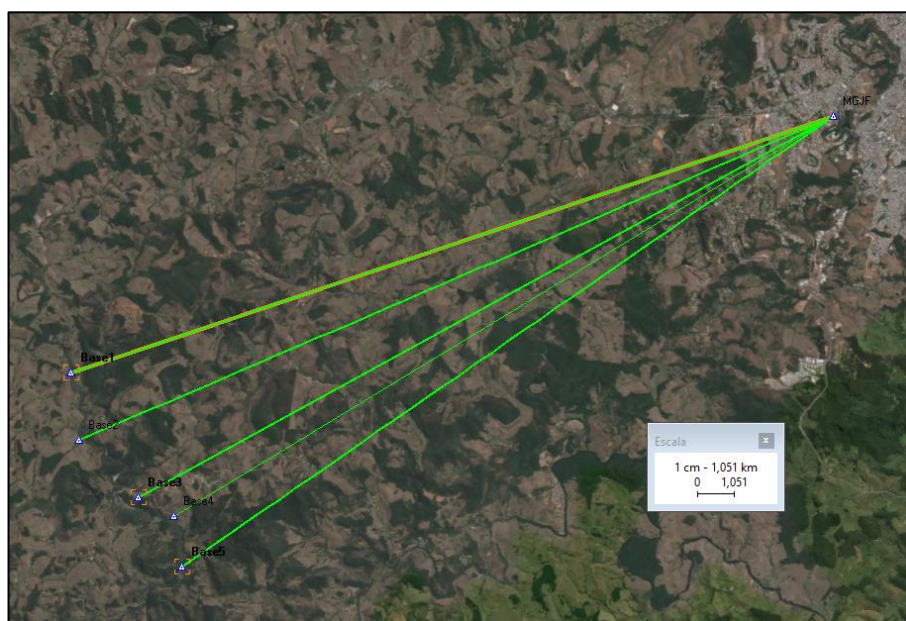 MGJF
Base1
Base2
Escala
x
1 cm - 1,051 km
0 1,051
Base3
Base4
Base5